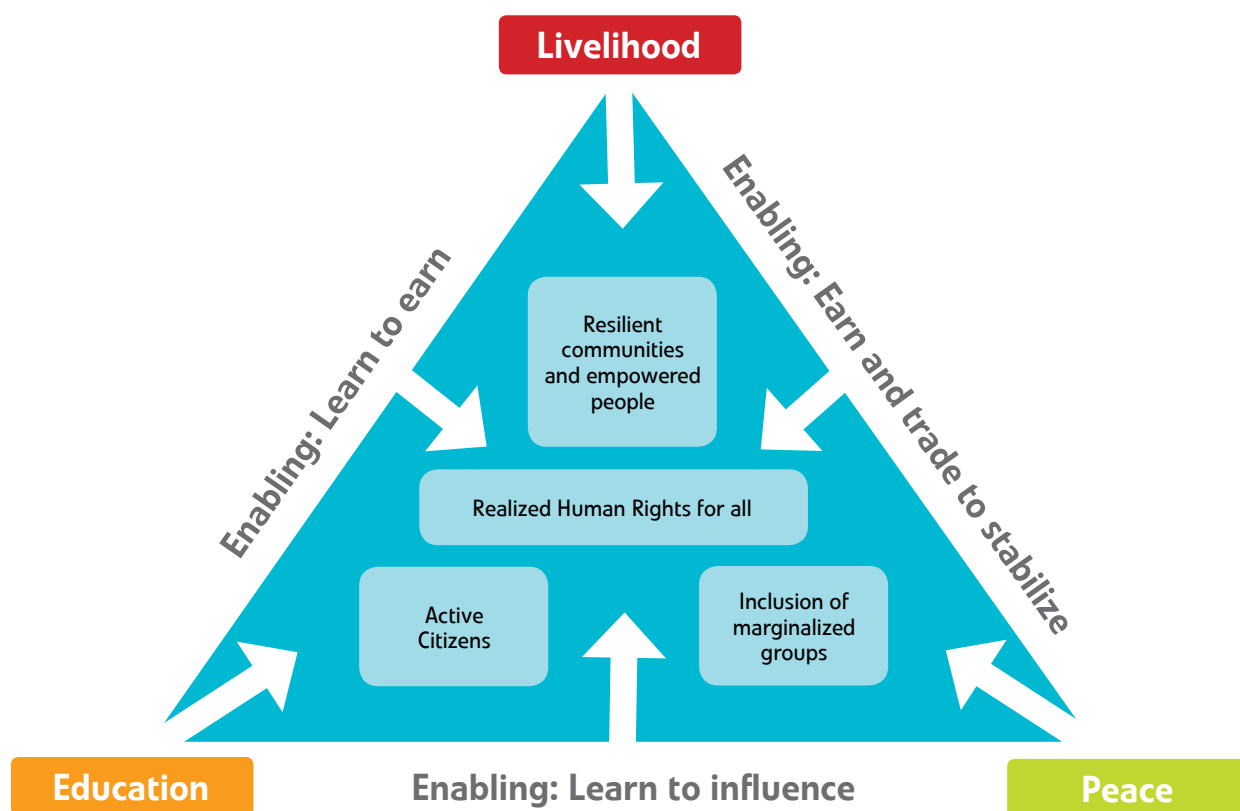 Livelihood
Enabling: Learn to earn
Enabling: Earn and trade to stabilize
Resilient
communities
and empowered
people
Realized Human Rights for all
Active
Citizens
Inclusion of
marginalized
groups
Education
Enabling: Learn to influence
Peace